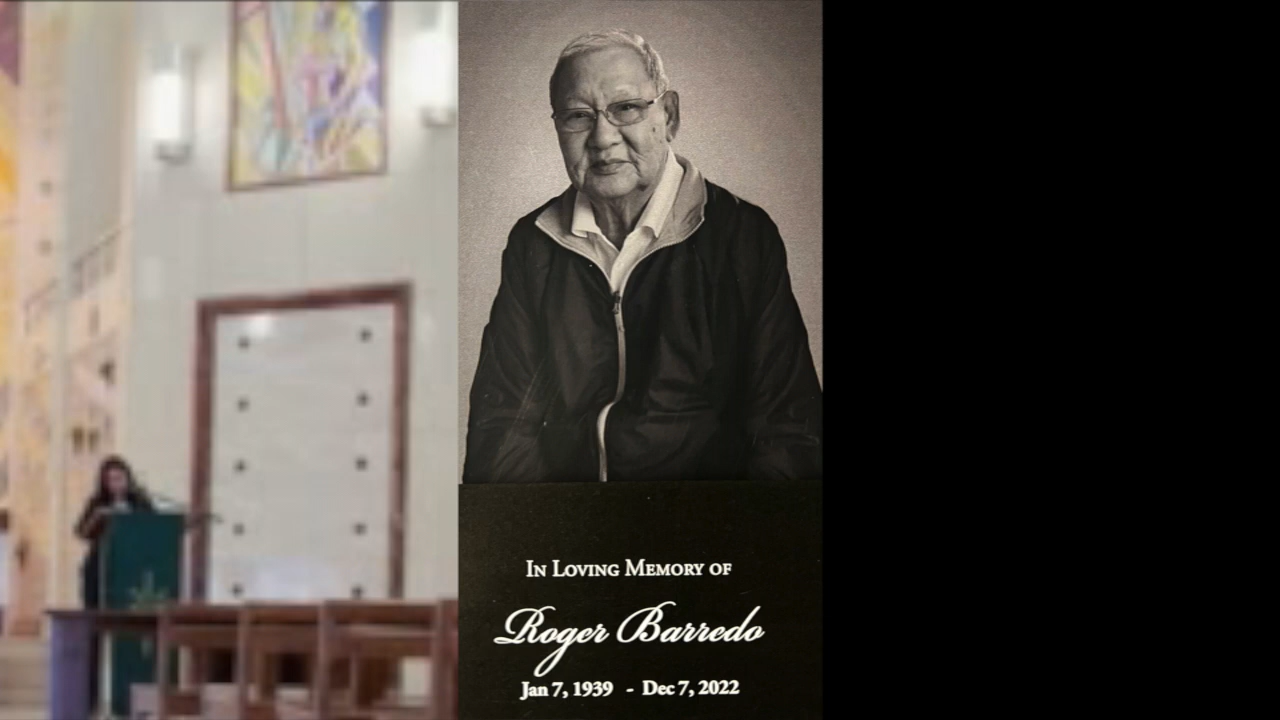 In Loving Memory of
Roger Barredo
Jan 7, 1939 - Dec 7, 2022